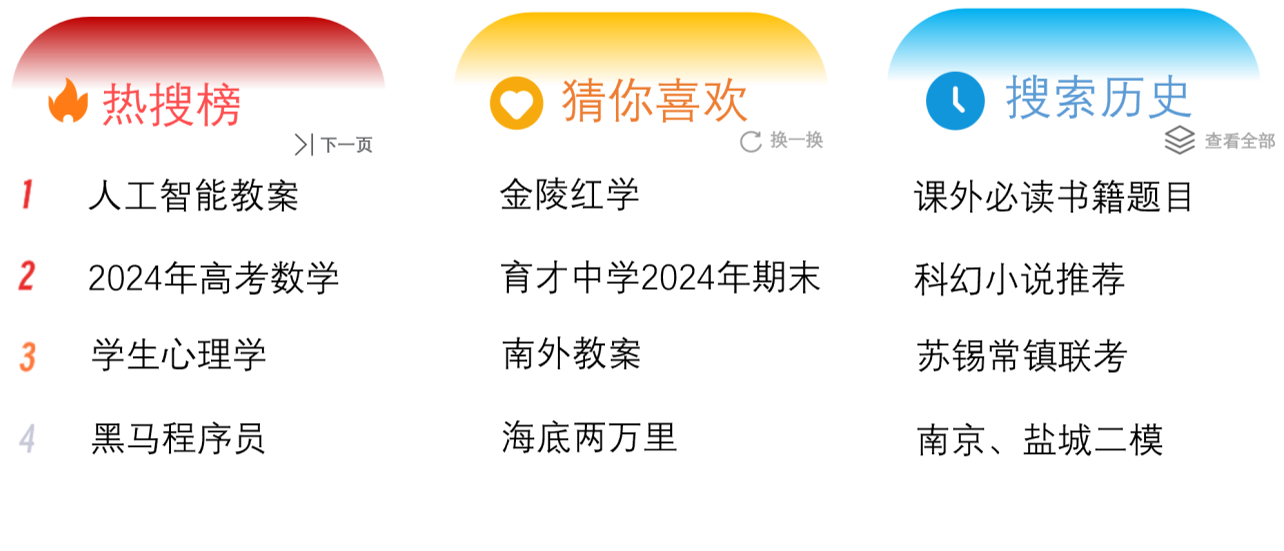 热搜榜
下一页
1 人工智能教案
2 2024年高考数学
3 学生心理学
4 黑马程序员
猜你喜欢
换一换
金陵红学
育才中学2024年期末
南外教案
海底两万里
搜索历史
查看全部
课外必读书籍题目
科幻小说推荐
苏锡常镇联考
南京、盐城二模